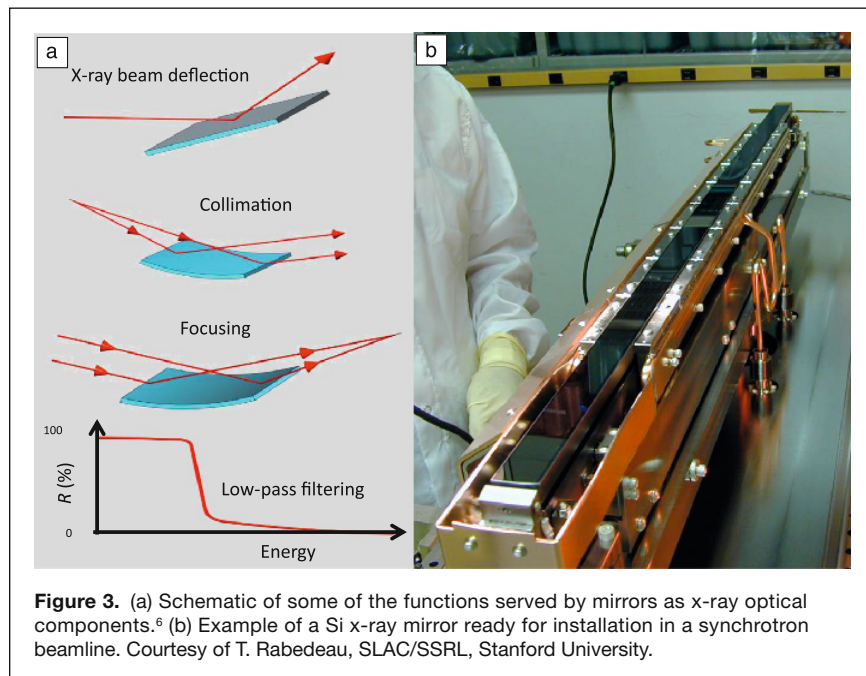 a
X-ray beam deflection
Collimation
Focusing
100
R (%)
Low-pass filtering
0
Energy
b
Figure 3. (a) Schematic of some of the functions served by mirrors as x-ray optical
components.⁶ (b) Example of a Si x-ray mirror ready for installation in a synchrotron
beamline. Courtesy of T. Rabedeau, SLAC/SSRL, Stanford University.